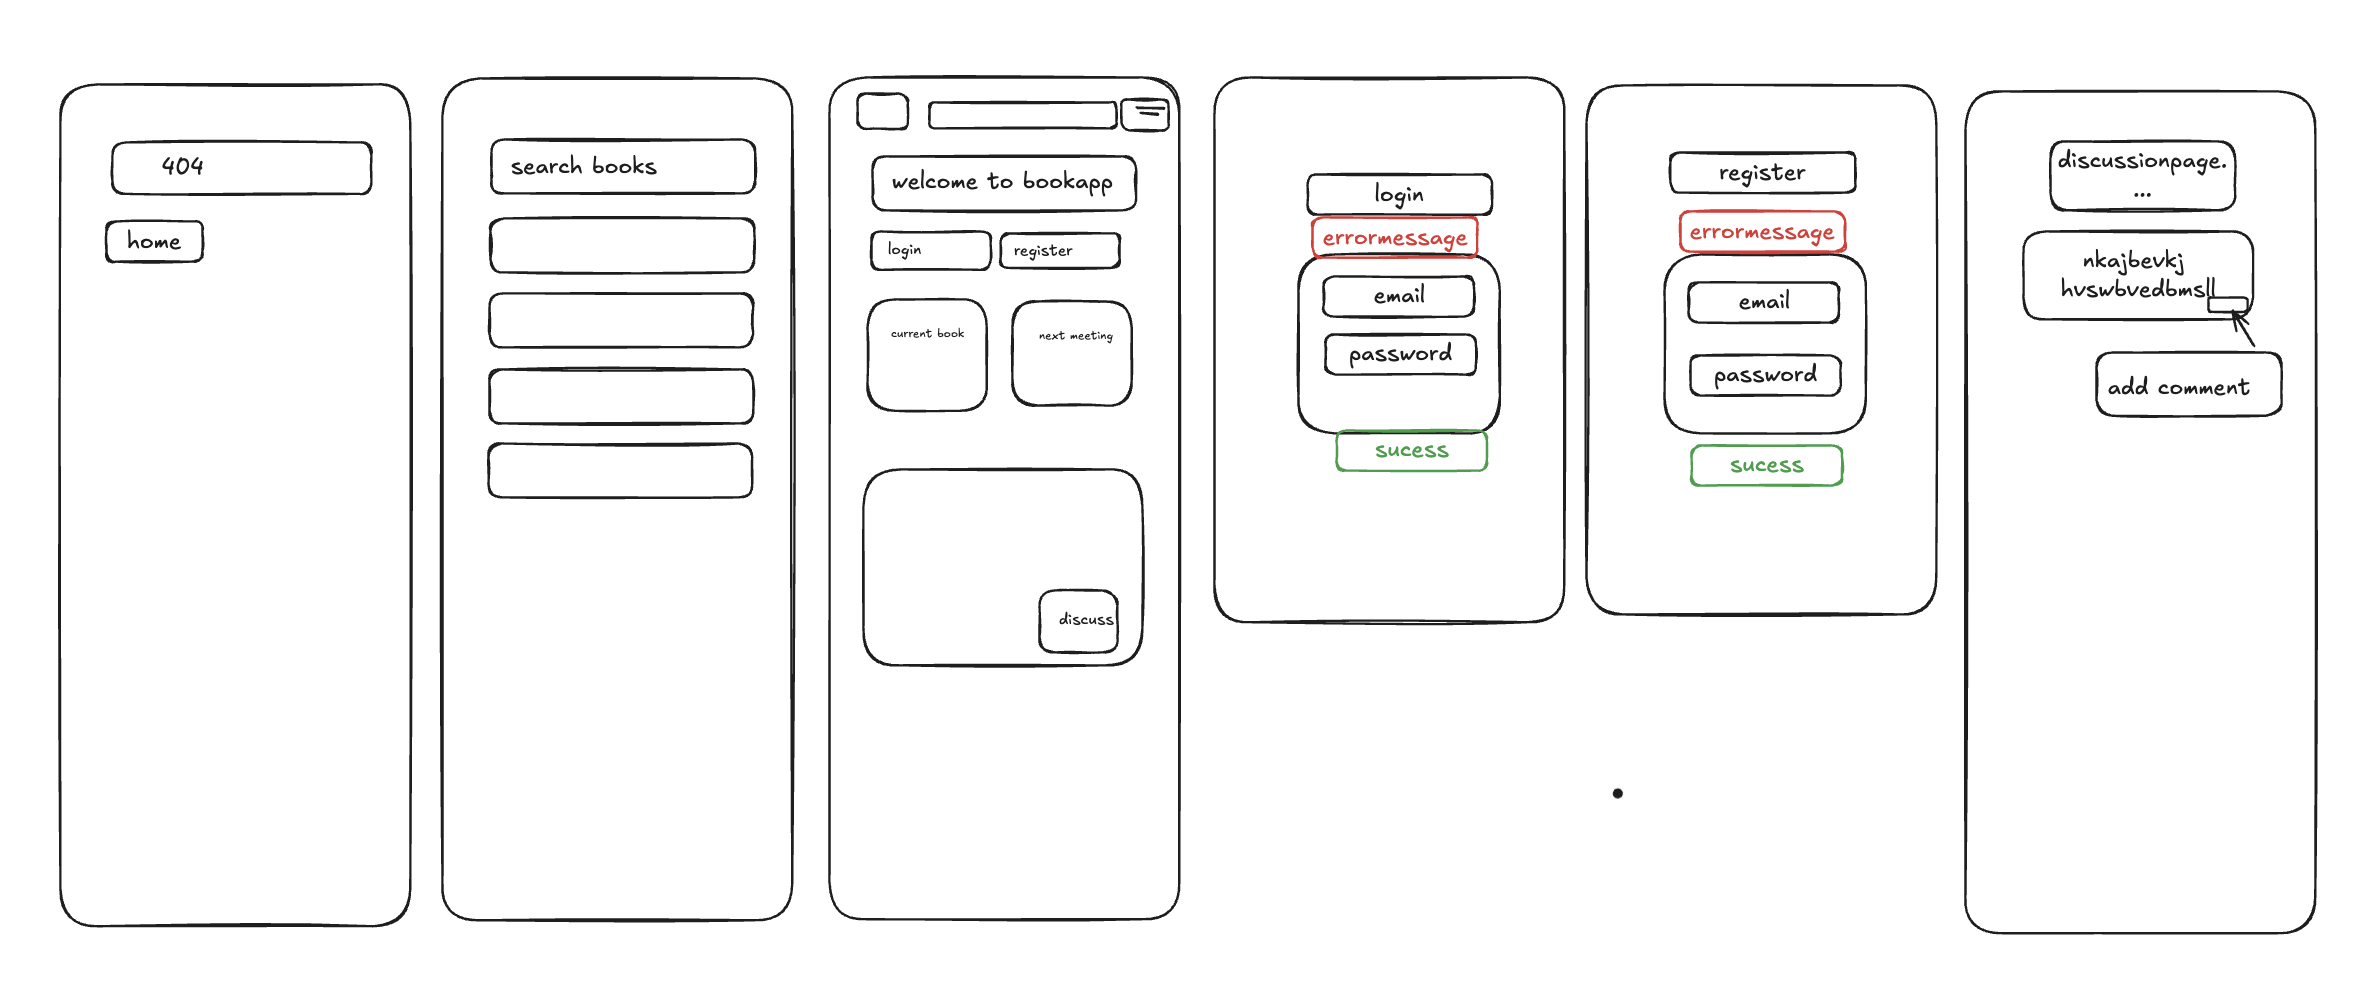 404
home
search books
welcome to bookapp
login
register
current book
next meeting
discuss
login
errormessage
email
password
sucess
register
errormessage
email
password
sucess
discussionpage.
...
nkajbevkj
hvswbvedbmsll
add comment